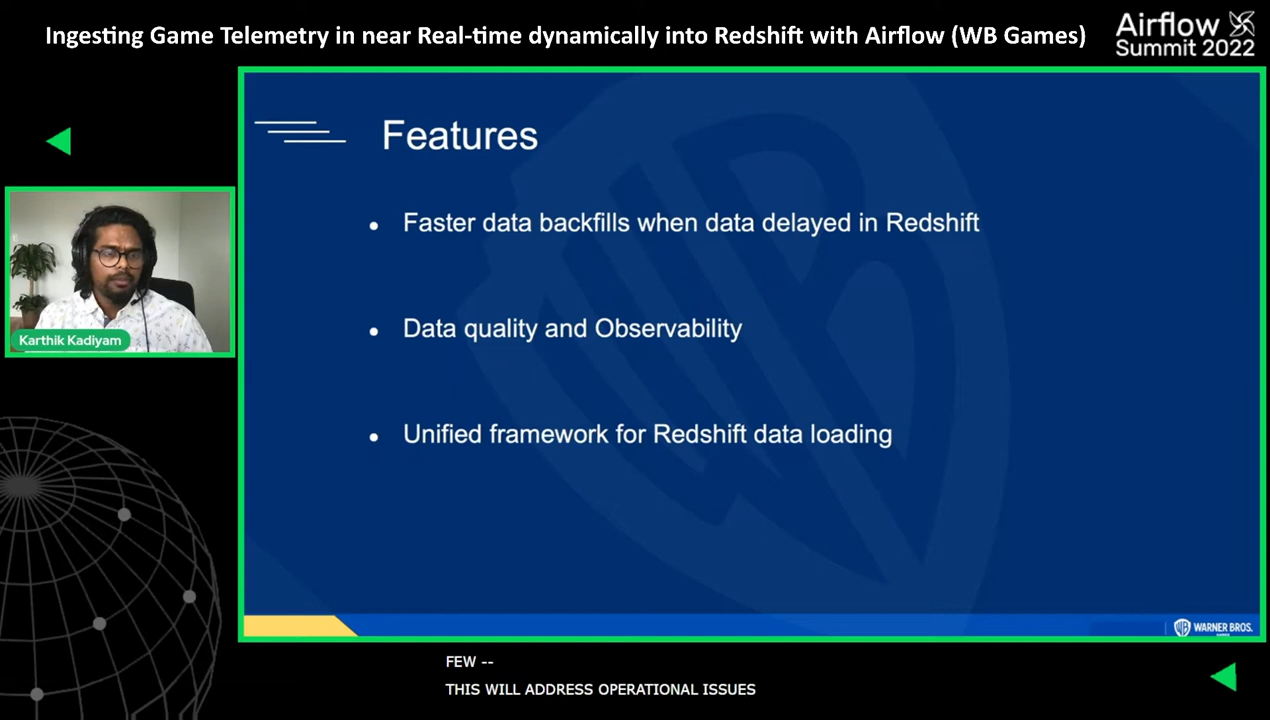 Ingesting Game Telemetry in near Real-time dynamically into Redshift with Airflow (WB Games)
Airflow
Summit 2022
Features
• Faster data backfills when data delayed in Redshift
• Data quality and Observability
• Unified framework for Redshift data loading
Karthik Kadiyam
WB WARNER BROS.
GAMES
FEW --
THIS WILL ADDRESS OPERATIONAL ISSUES